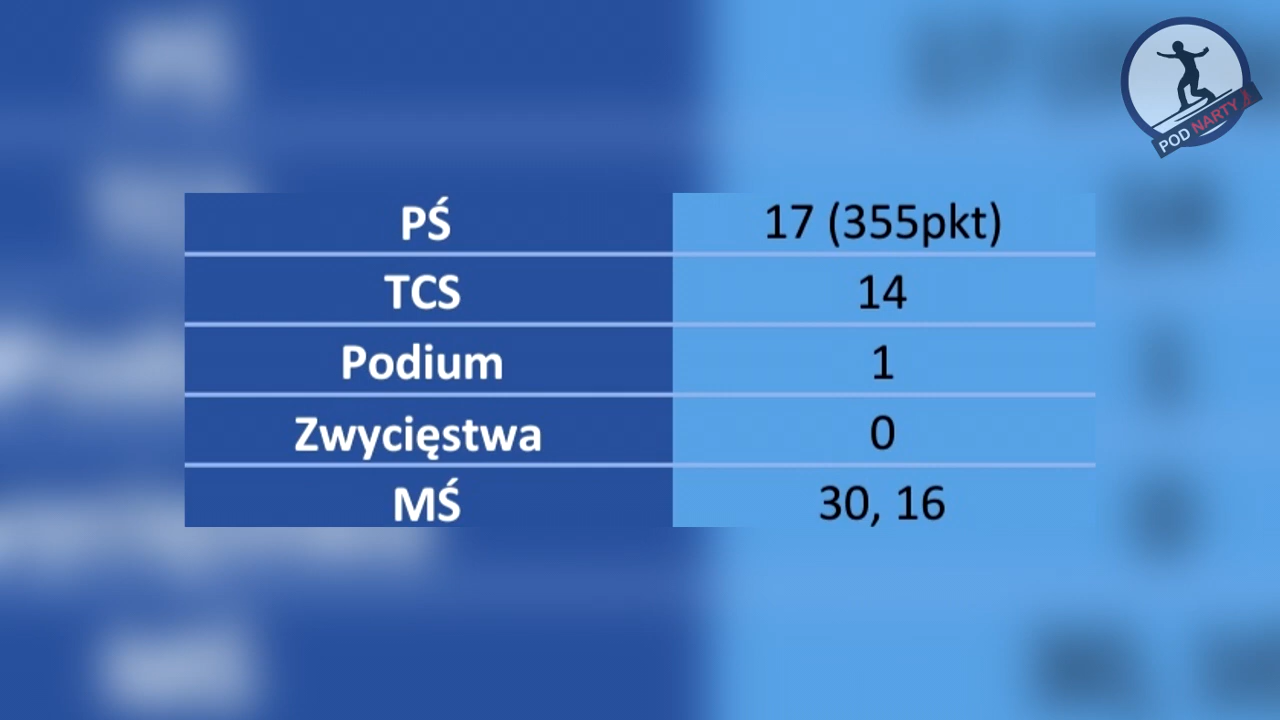 POD NARTY
PŚ 17 (355pkt)
TCS 14
Podium 1
Zwycięstwa 0
MŚ 30, 16